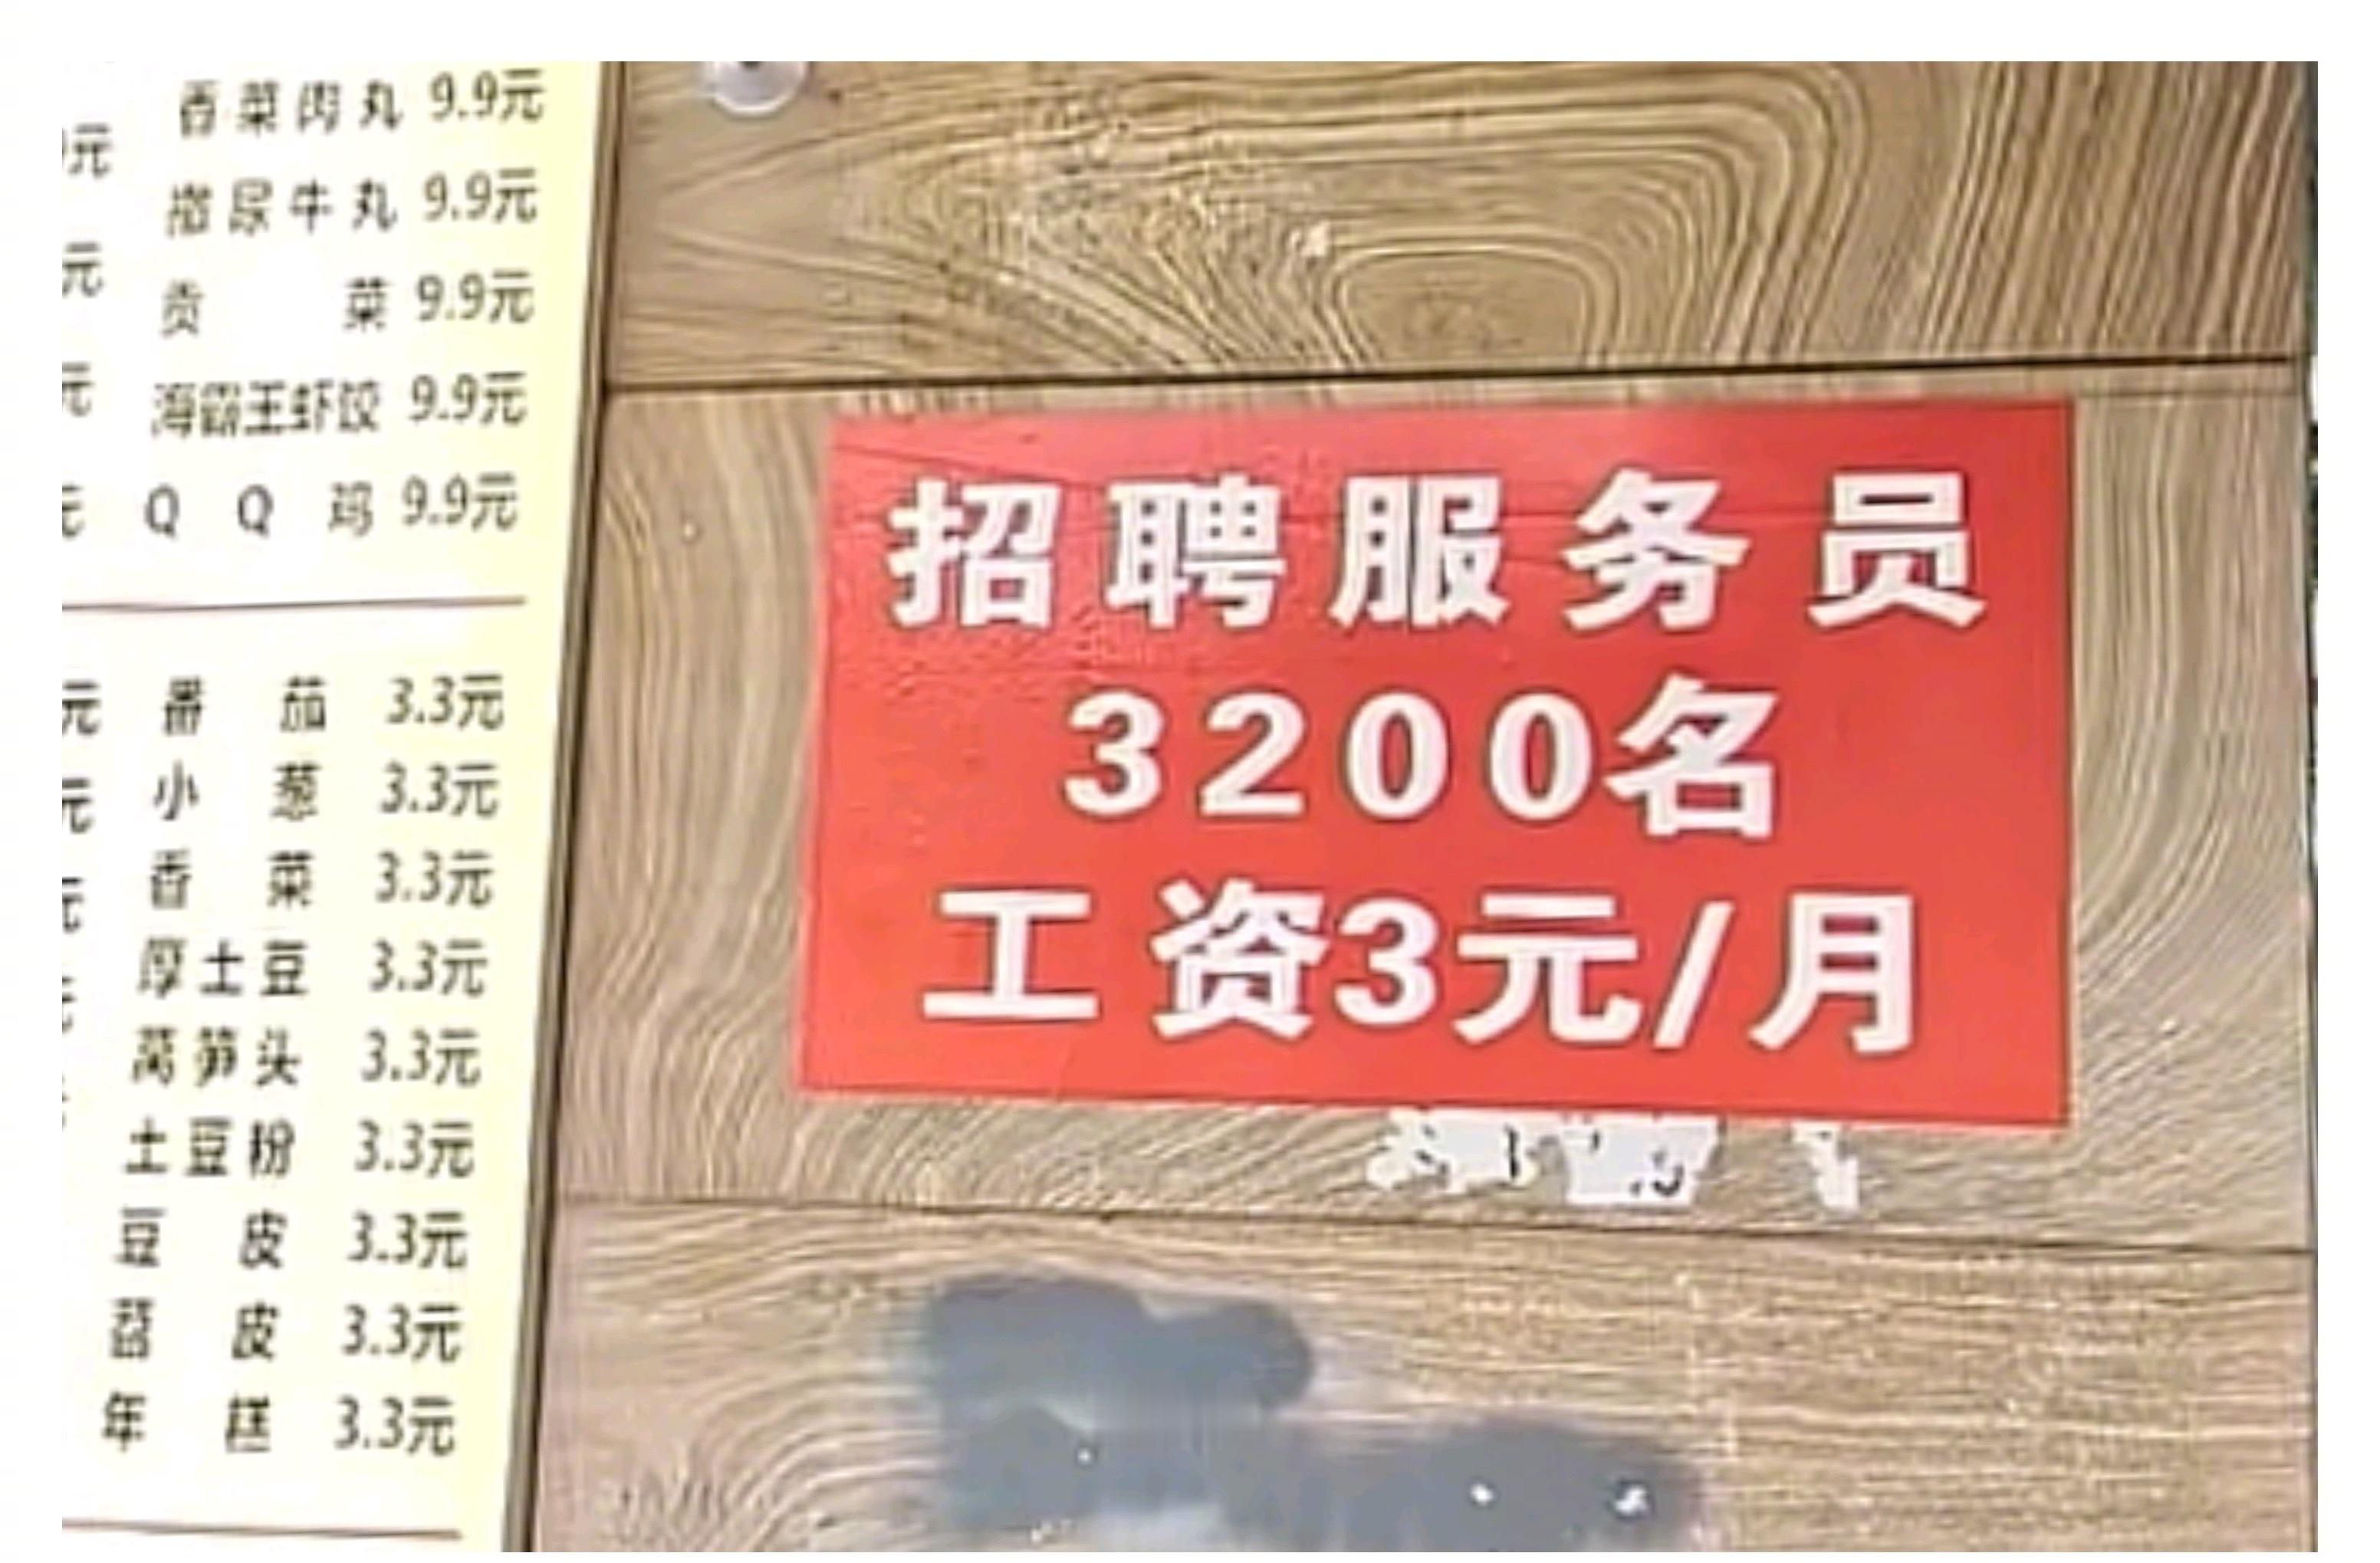 香菜肉丸 9.9元
撒尿牛丸 9.9元
贡菜 9.9元
海霸王虾饺 9.9元
QQ鸡 9.9元
番茄 3.3元
小葱 3.3元
香菜 3.3元
厚土豆 3.3元
莴笋头 3.3元
土豆粉 3.3元
豆皮 3.3元
苕皮 3.3元
年糕 3.3元
招聘服务员
3200名
工资3元/月